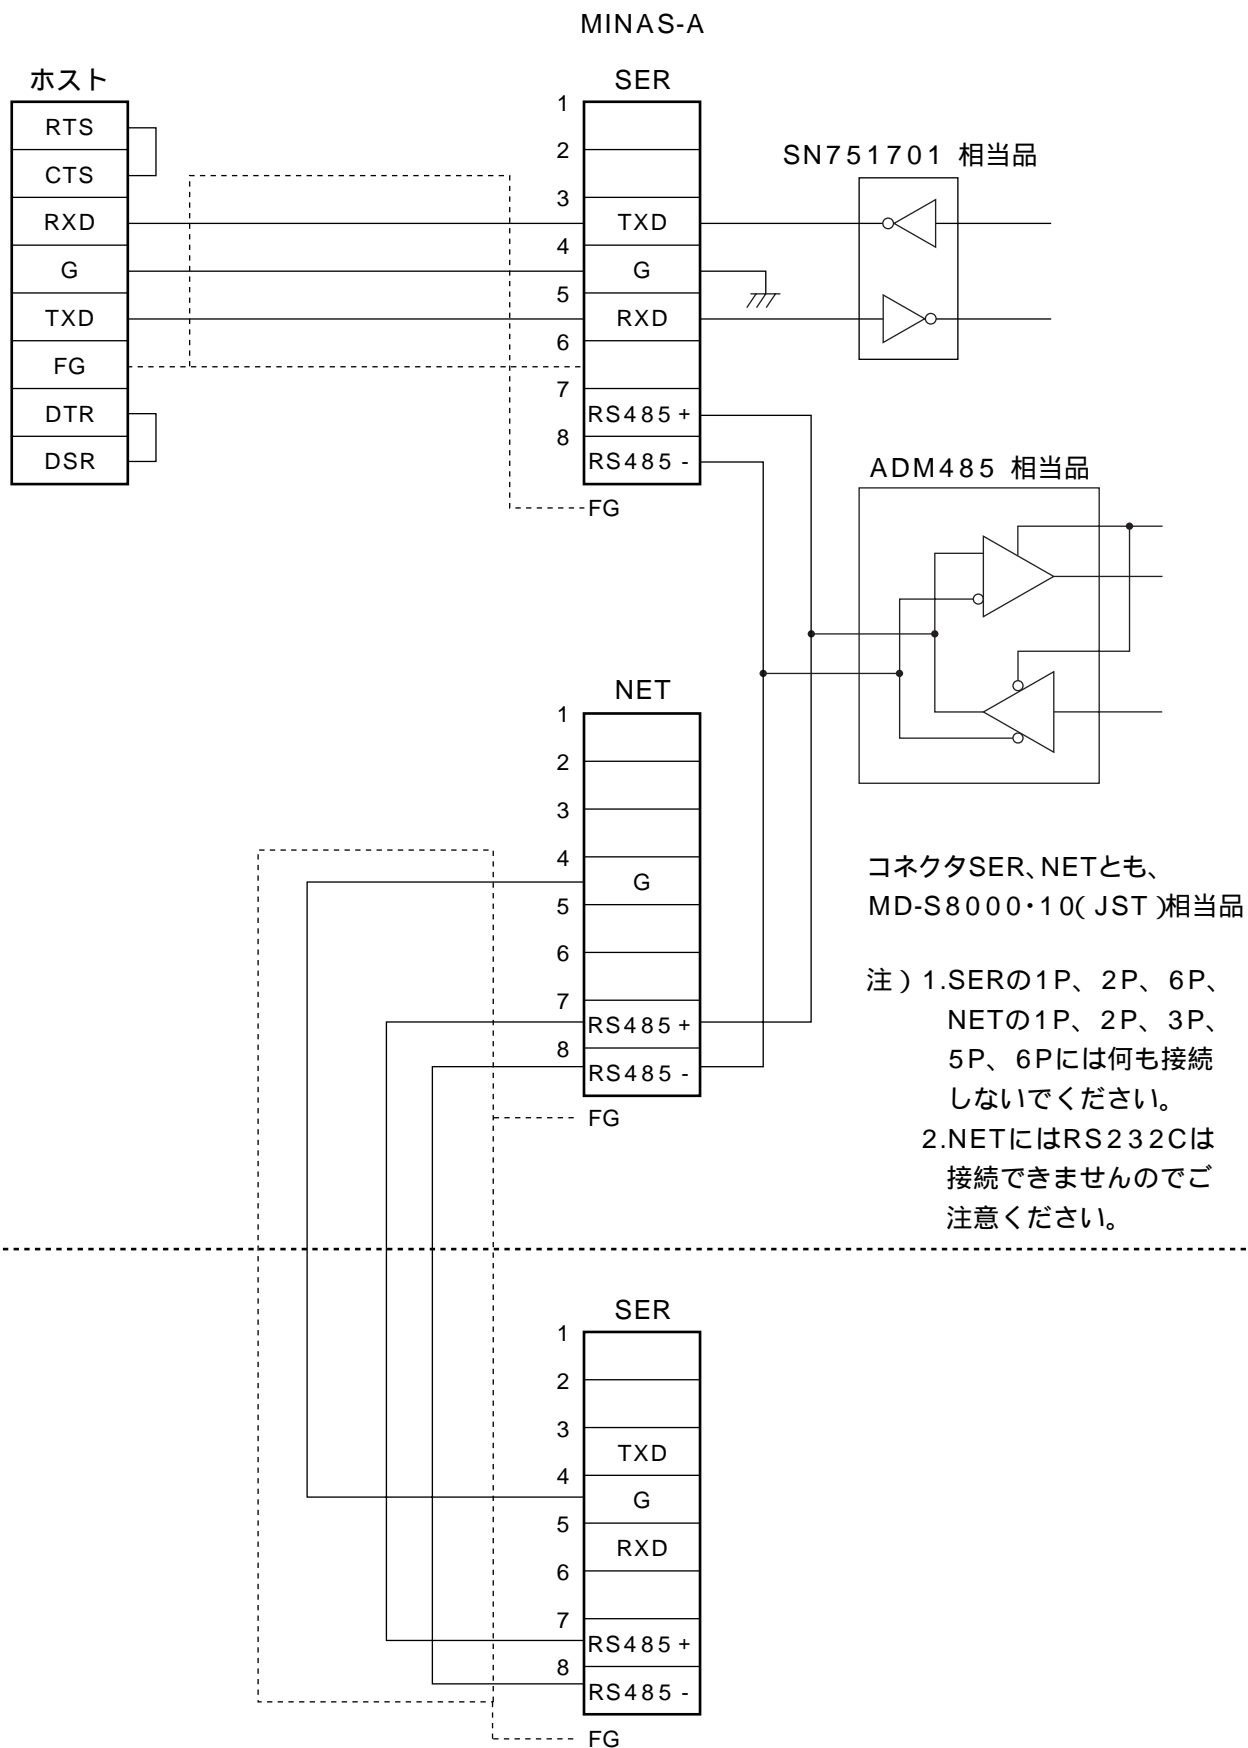 MINAS-A
ホスト
RTS
CTS
RXD
G
TXD
FG
DTR
DSR
SER
1
2
3
TXD
4
G
5
RXD
6
7
RS485+
8
RS485-
FG
SN751701 相当品
ADM485 相当品
NET
1
2
3
4
G
5
6
7
RS485+
8
RS485-
FG
コネクタSER、NETとも、
MD-S8000・10(JST)相当品
注）1.SERの1P、2P、6P、
NETの1P、2P、3P、
5P、6Pには何も接続
しないでください。
2.NETにはRS232Cは
接続できませんのでご
注意ください。
SER
1
2
3
TXD
4
G
5
RXD
6
7
RS485+
8
RS485-
FG